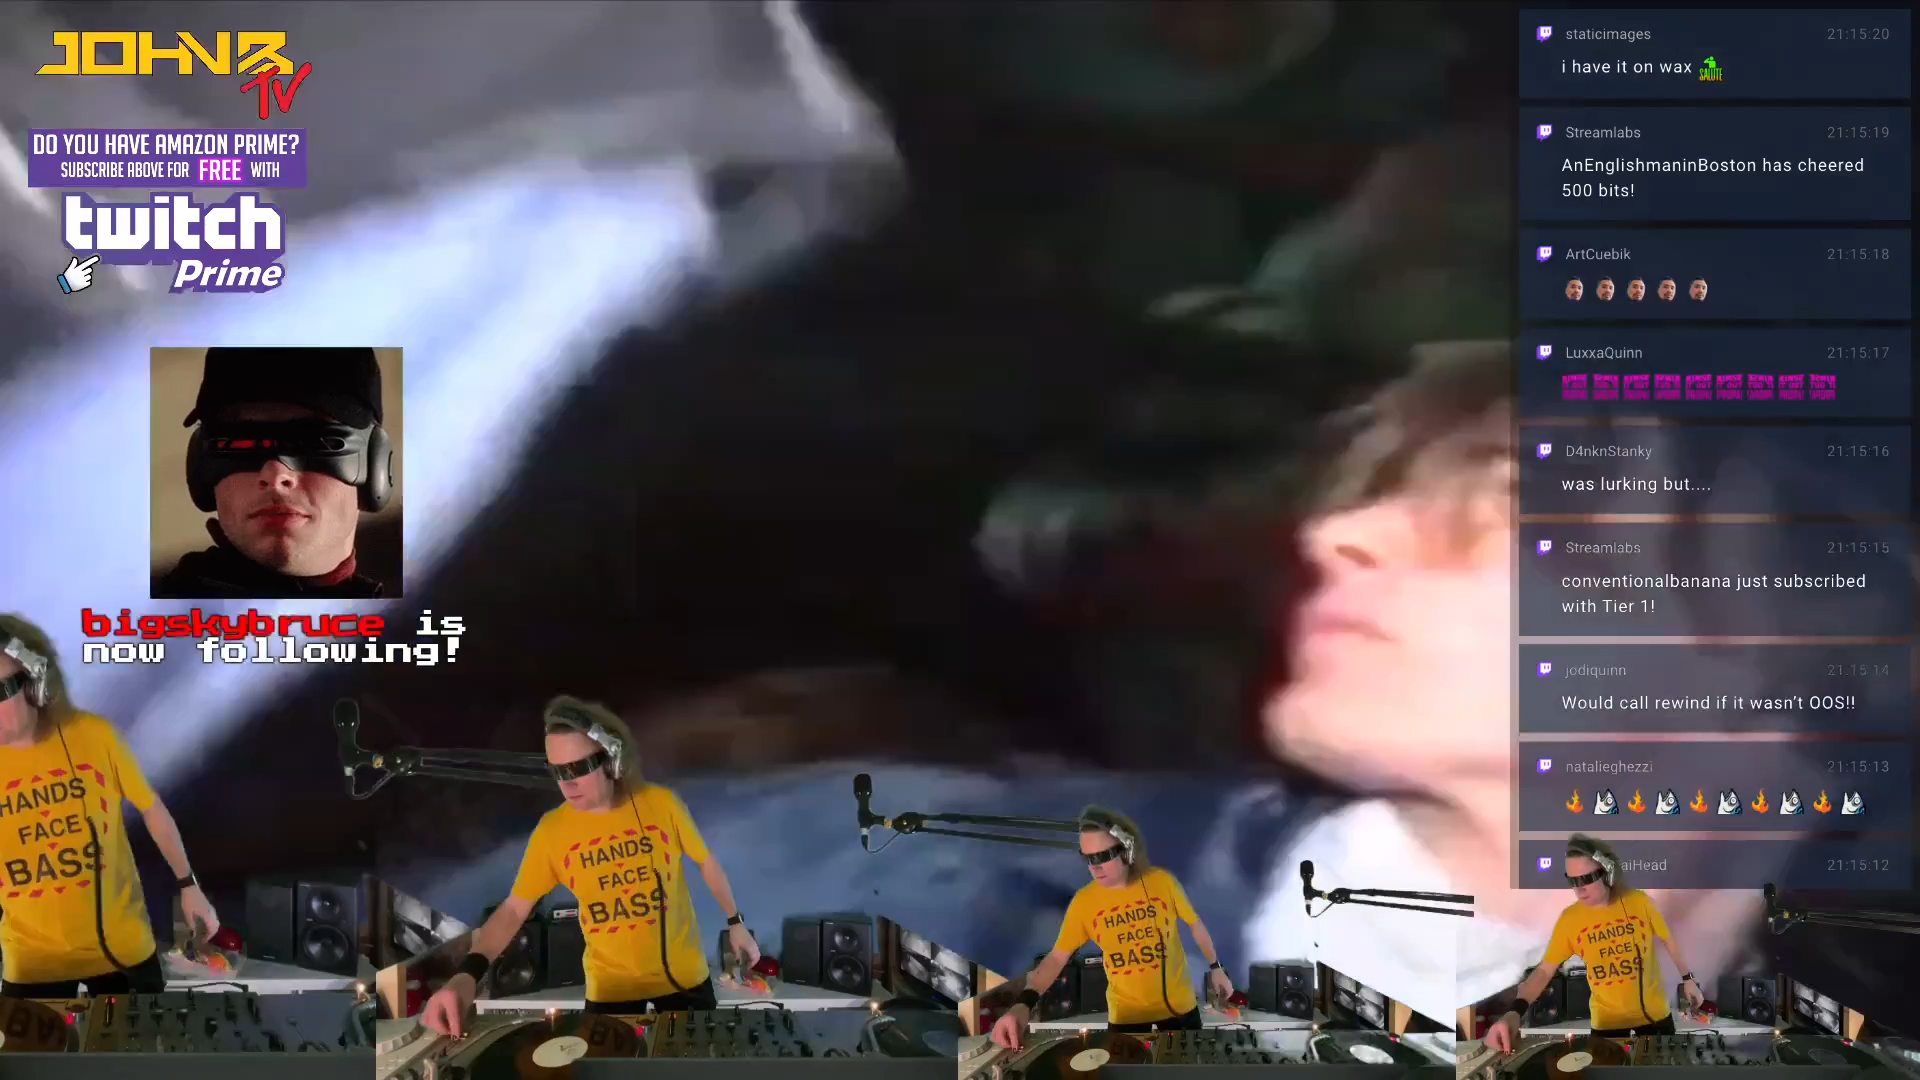 JOHN B
TV
DO YOU HAVE AMAZON PRIME?
SUBSCRIBE ABOVE FOR FREE WITH
twitch
Prime
bigskybruce is
now following!
staticimages 21:15:20
i have it on wax SALUTE
Streamlabs 21:15:19
AnEnglishmaninBoston has cheered
500 bits!
ArtCuebik 21:15:18
LuxxaQuinn 21:15:17
D4nknStanky 21:15:16
was lurking but....
Streamlabs 21:15:15
conventionalbanana just subscribed
with Tier 1!
jodiquinn 21:15:14
Would call rewind if it wasn't OOS!!
natalieghezzi 21:15:13
aiHead 21:15:12
HANDS
FACE
BASS
HANDS
FACE
BASS
HANDS
FACE
BASS
HANDS
FACE
BASS